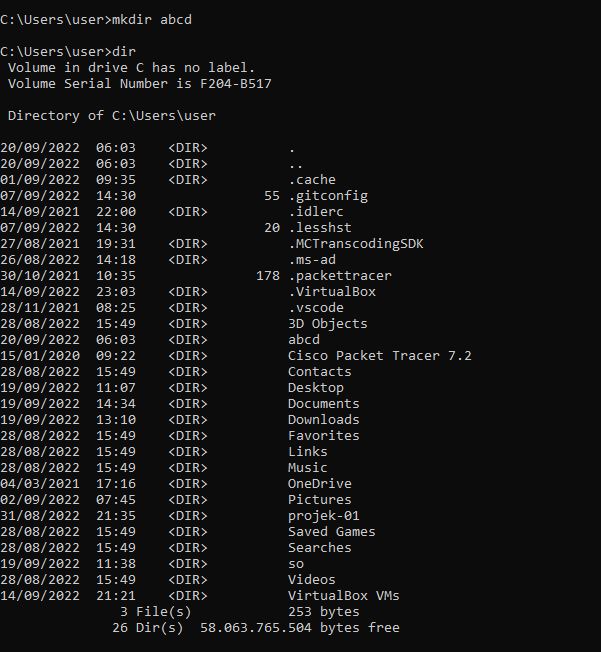 C:\Users\user>mkdir abcd
C:\Users\user>dir
 Volume in drive C has no label.
 Volume Serial Number is F204-B517
 Directory of C:\Users\user
20/09/2022  06:03    <DIR>          .
20/09/2022  06:03    <DIR>          ..
01/09/2022  09:35    <DIR>          .cache
07/09/2022  14:30                55 .gitconfig
14/09/2021  22:00    <DIR>          .idlerc
07/09/2022  14:30                20 .lesshst
27/08/2021  19:31    <DIR>          .MCTranscodingSDK
26/08/2022  14:18    <DIR>          .ms-ad
30/10/2021  10:35               178 .packettracer
14/09/2022  23:03    <DIR>          .VirtualBox
28/11/2021  08:25    <DIR>          .vscode
28/08/2022  15:49    <DIR>          3D Objects
20/09/2022  06:03    <DIR>          abcd
15/01/2020  09:22    <DIR>          Cisco Packet Tracer 7.2
28/08/2022  15:49    <DIR>          Contacts
19/09/2022  11:07    <DIR>          Desktop
19/09/2022  14:34    <DIR>          Documents
19/09/2022  13:10    <DIR>          Downloads
28/08/2022  15:49    <DIR>          Favorites
28/08/2022  15:49    <DIR>          Links
28/08/2022  15:49    <DIR>          Music
04/03/2021  17:16    <DIR>          OneDrive
02/09/2022  07:45    <DIR>          Pictures
31/08/2022  21:35    <DIR>          projek-01
28/08/2022  15:49    <DIR>          Saved Games
28/08/2022  15:49    <DIR>          Searches
19/09/2022  11:38    <DIR>          so
28/08/2022  15:49    <DIR>          Videos
14/09/2022  21:21    <DIR>          VirtualBox VMs
               3 File(s)            253 bytes
              26 Dir(s)  58.063.765.504 bytes free